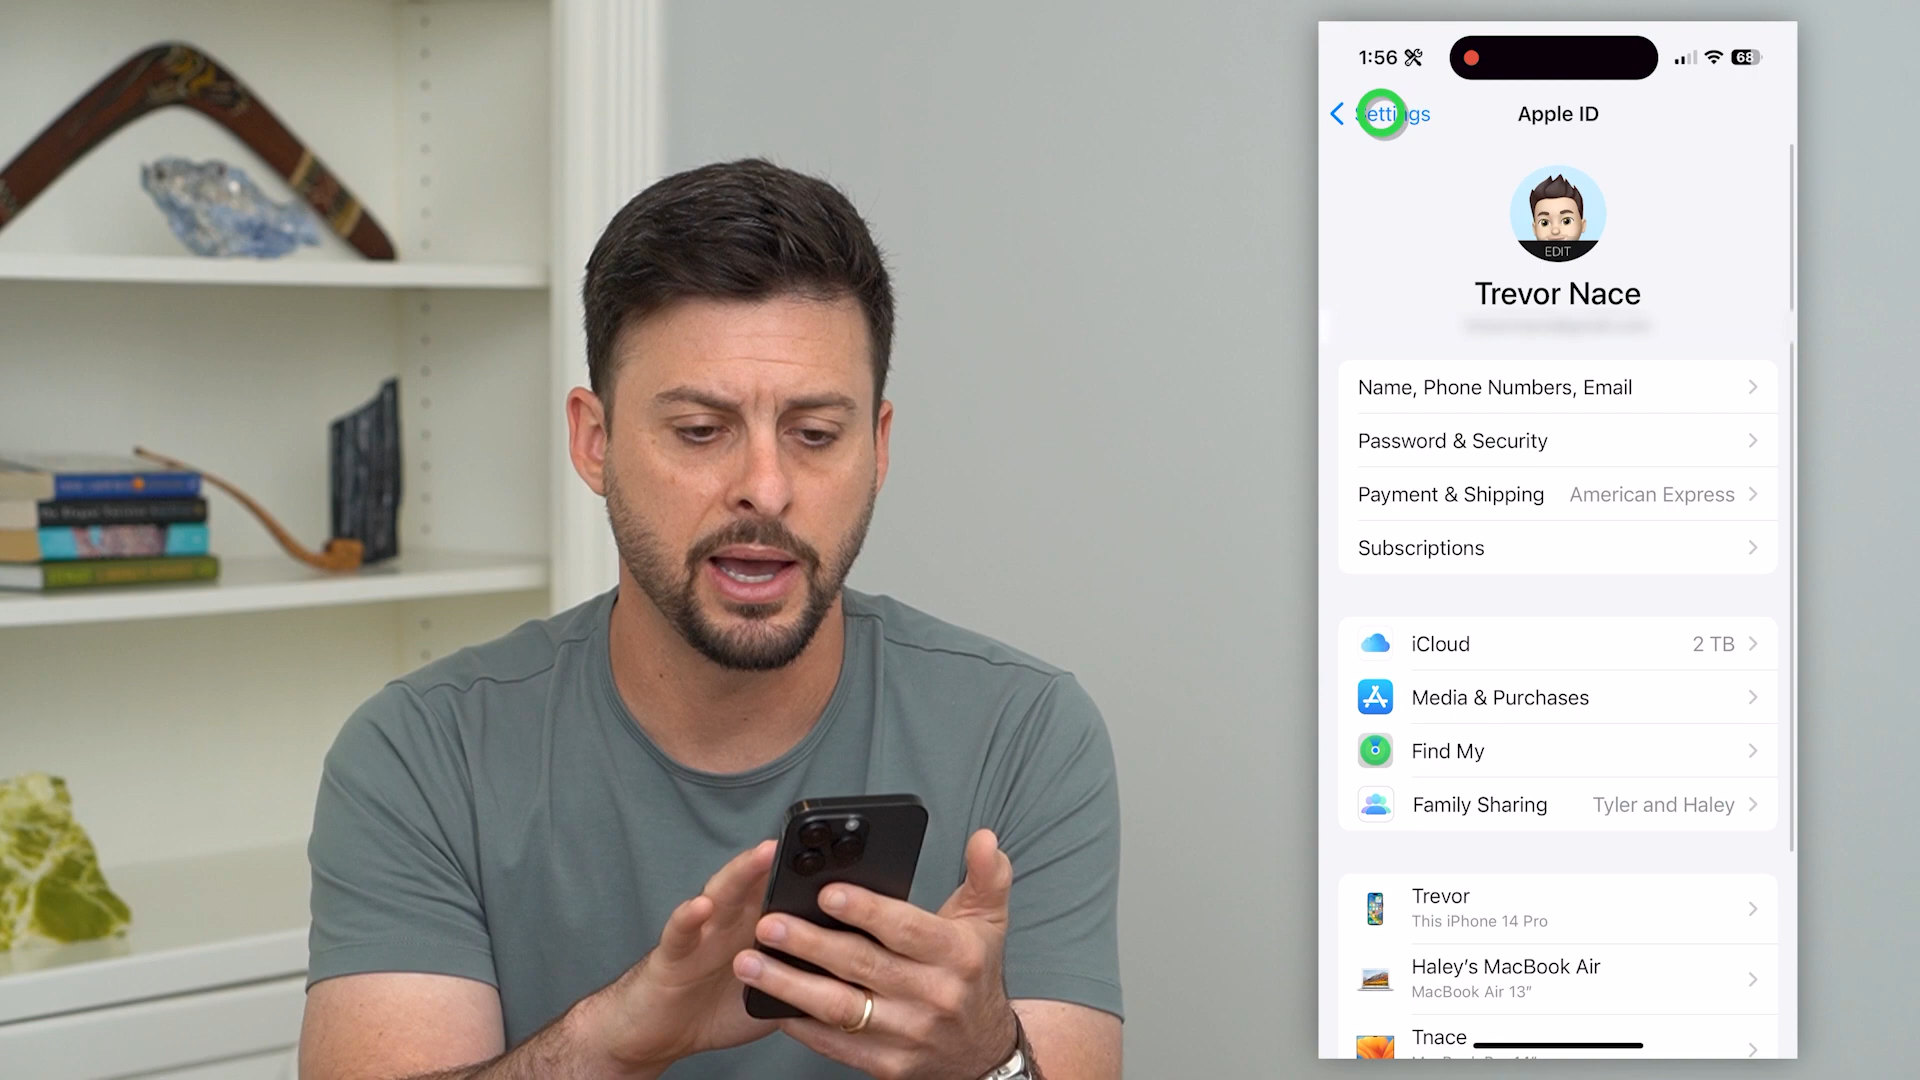 1:56
68
Settings
Apple ID
EDIT
Trevor Nace
Name, Phone Numbers, Email
Password & Security
Payment & Shipping American Express
Subscriptions
iCloud 2 TB
Media & Purchases
Find My
Family Sharing Tyler and Haley
Trevor
This iPhone 14 Pro
Haley's MacBook Air
MacBook Air 13"
Tnace